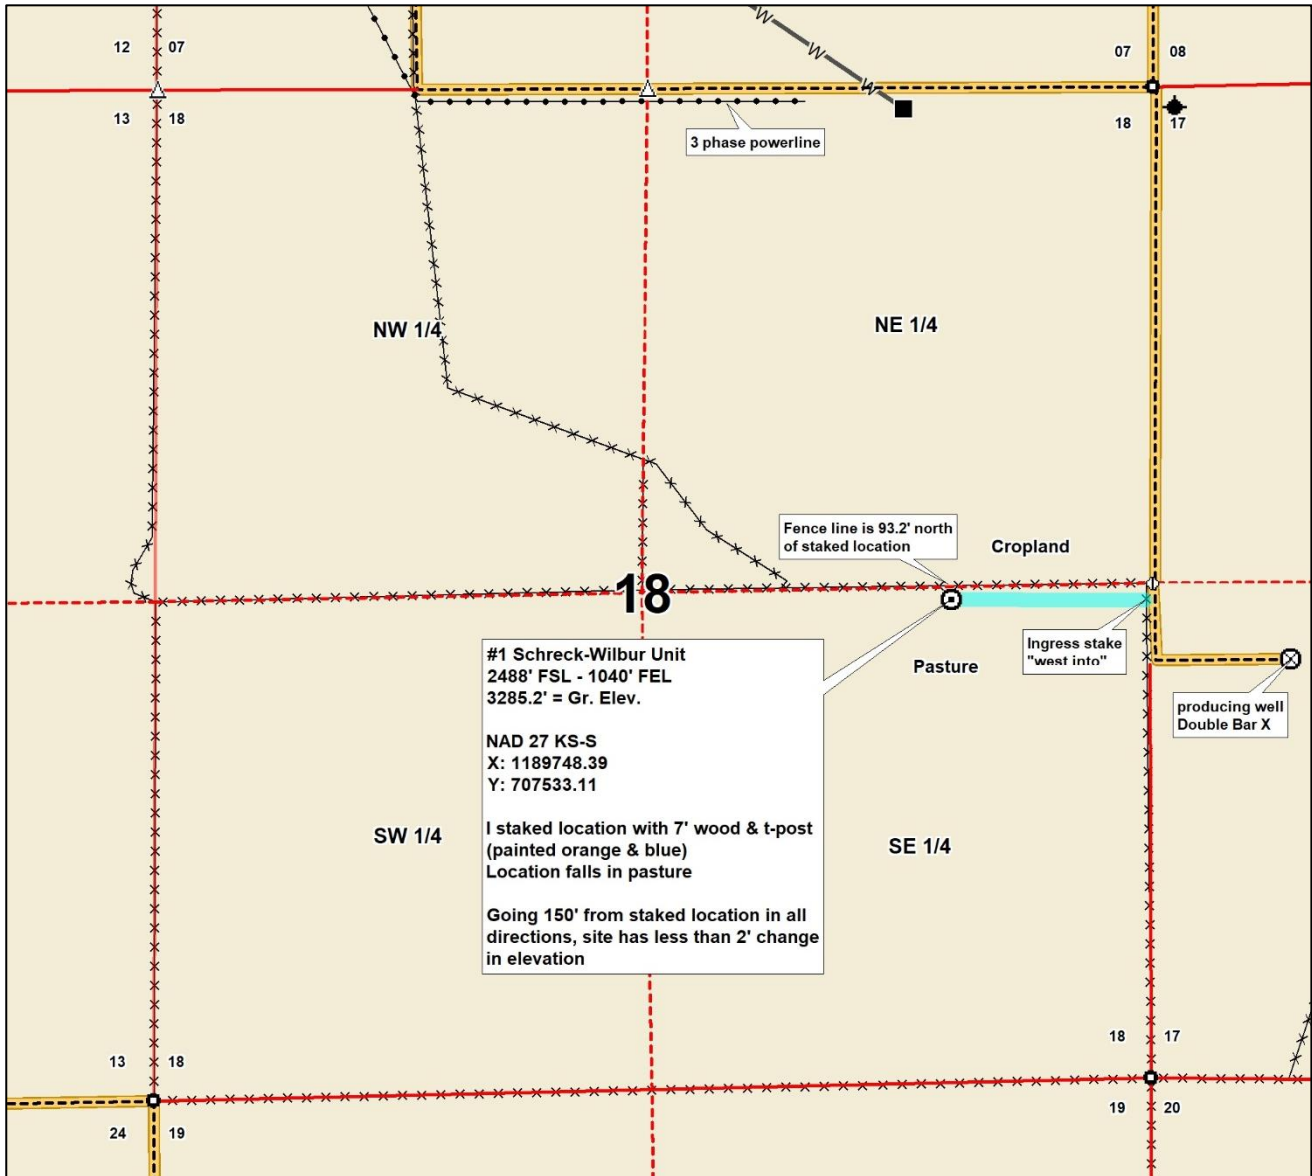 12 07
07 08
W
W
W
13 18
18 17
3 phase powerline
NW 1/4
NE 1/4
Fence line is 93.2' north
of staked location
Cropland
18
Ingress stake
"west into"
Pasture
producing well
Double Bar X
#1 Schreck-Wilbur Unit
2488' FSL - 1040' FEL
3285.2' = Gr. Elev.
NAD 27 KS-S
X: 1189748.39
Y: 707533.11
I staked location with 7' wood & t-post
(painted orange & blue)
Location falls in pasture
Going 150' from staked location in all
directions, site has less than 2' change
in elevation
SW 1/4
SE 1/4
13 18
18 17
24 19
19 20